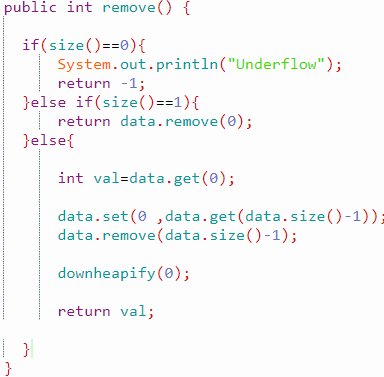 public int remove() {
if(size()==0){
System.out.println("Underflow");
return -1;
}else if(size()==1){
return data.remove(0);
}else{
int val=data.get(0);
data.set(0 ,data.get(data.size()-1));
data.remove(data.size()-1);
downheapify(0);
return val;
}
}